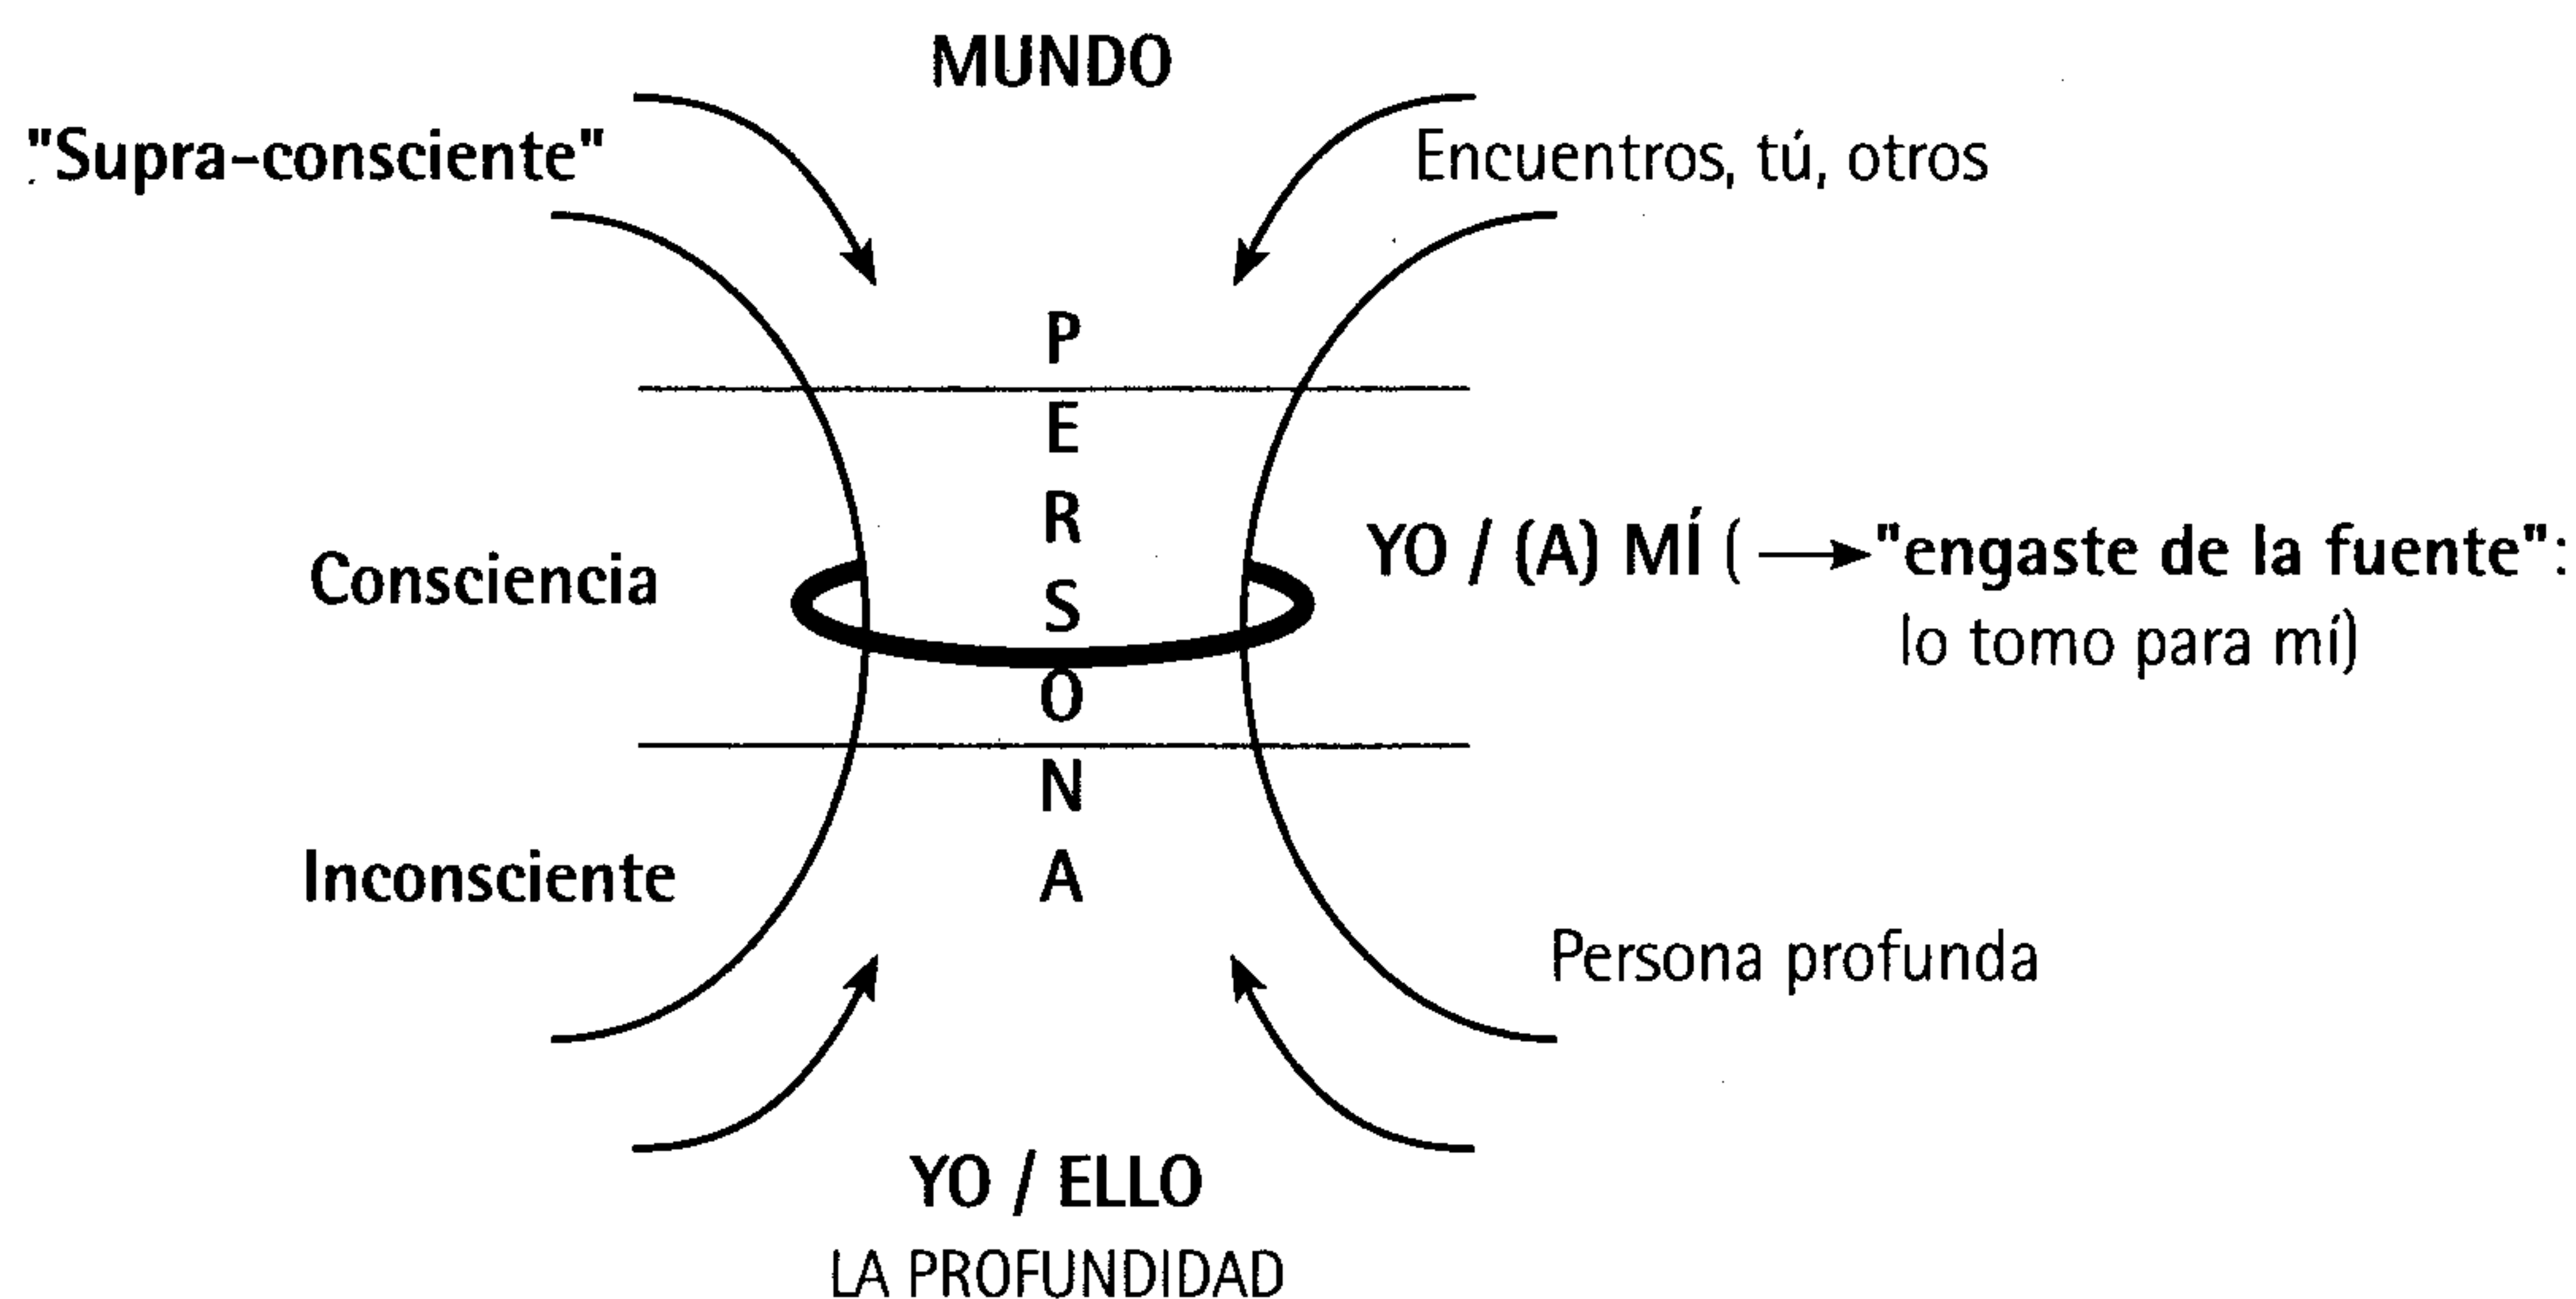 MUNDO
"Supra-consciente"
Encuentros, tú, otros
P
E
R
S
O
N
A
Consciencia
YO / (A) MÍ ( → "engaste de la fuente":
lo tomo para mí)
Inconsciente
Persona profunda
YO / ELLO
LA PROFUNDIDAD